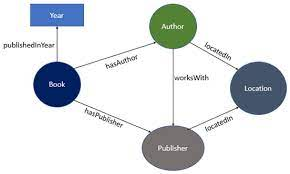 Year
Author
publishedInYear
locatedIn
hasAuthor
worksWith
Book
Location
hasPublisher
locatedIn
Publisher